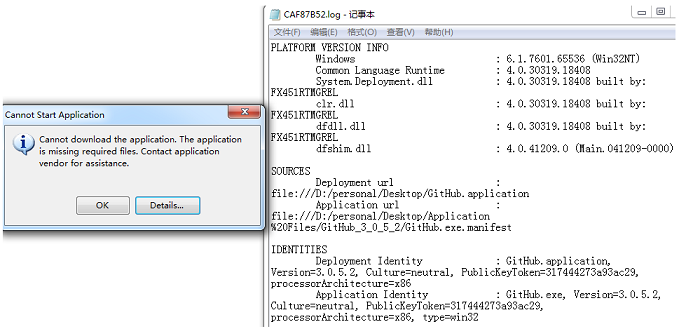 CAF87B52.log - 记事本
文件(F) 编辑(E) 格式(O) 查看(V) 帮助(H)
PLATFORM VERSION INFO
Windows : 6.1.7601.65536 (Win32NT)
Common Language Runtime : 4.0.30319.18408
System.Deployment.dll : 4.0.30319.18408 built by:
FX451RTMGREL
clr.dll : 4.0.30319.18408 built by:
FX451RTMGREL
dfdll.dll : 4.0.30319.18408 built by:
FX451RTMGREL
dfshim.dll : 4.0.41209.0 (Main.041209-0000)
SOURCES
Deployment url :
file:///D:/personal/Desktop/GitHub.application
Application url :
file:///D:/personal/Desktop/Application
%20Files/GitHub_3_0_5_2/GitHub.exe.manifest
IDENTITIES
Deployment Identity : GitHub.application,
Version=3.0.5.2, Culture=neutral, PublicKeyToken=317444273a93ac29,
processorArchitecture=x86
Application Identity : GitHub.exe, Version=3.0.5.2,
Culture=neutral, PublicKeyToken=317444273a93ac29,
processorArchitecture=x86, type=win32
Cannot Start Application
Cannot download the application. The application
is missing required files. Contact application
vendor for assistance.
OK Details...